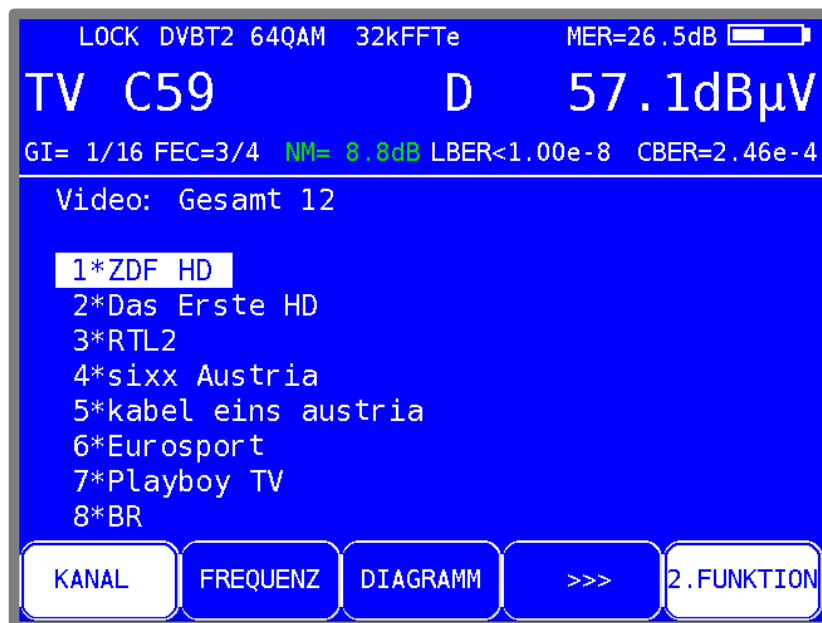 LOCK DVBT2 64QAM 32kFFTe MER=26.5dB
TV C59 D 57.1dBµV
GI= 1/16 FEC=3/4 NM= 8.8dB LBER<1.00e-8 CBER=2.46e-4
Video: Gesamt 12
1*ZDF HD
2*Das Erste HD
3*RTL2
4*sixx Austria
5*kabel eins austria
6*Eurosport
7*Playboy TV
8*BR
KANAL FREQUENZ DIAGRAMM >>> 2.FUNKTION